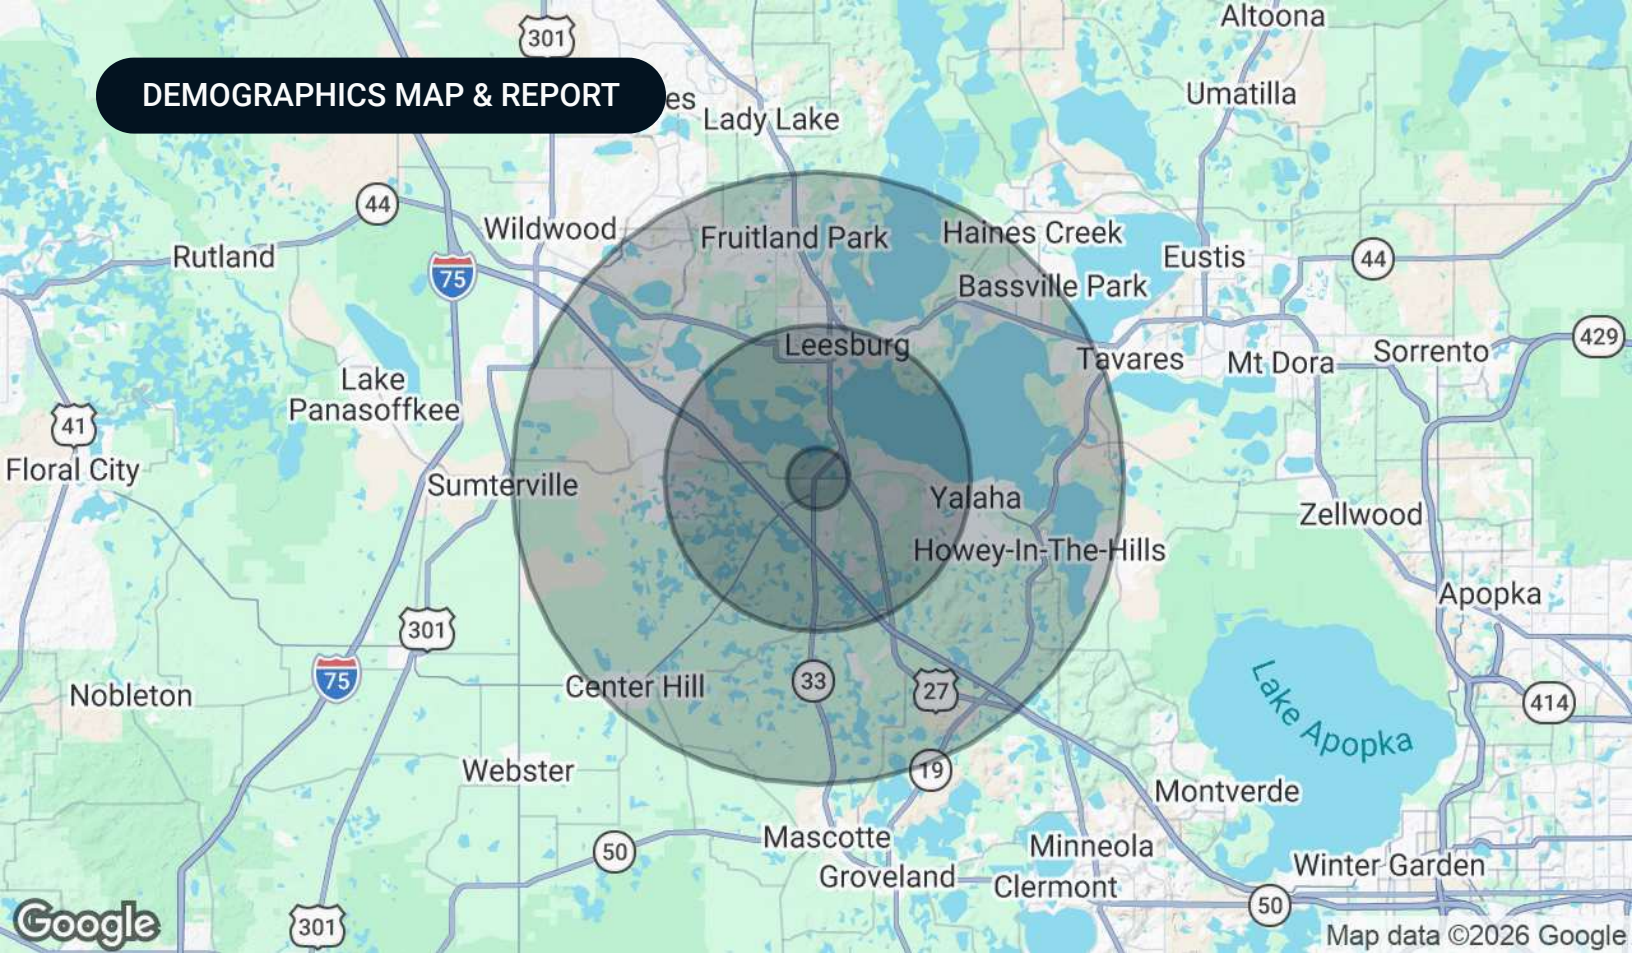 Altoona
301
DEMOGRAPHICS MAP & REPORT
es
Umatilla
Lady Lake
44
Wildwood
Fruitland Park
Haines Creek
Rutland
Eustis
44
75
Bassville Park
429
Leesburg
Tavares
Mt Dora
Sorrento
Lake
Panasoffkee
41
Floral City
Sumterville
Yalaha
Zellwood
Howey-In-The-Hills
Apopka
301
75
Center Hill
33
27
Nobleton
414
Lake Apopka
Webster
19
Montverde
Mascotte
50
Minneola
Winter Garden
Groveland
Clermont
50
Google
301
Map data ©2026 Google